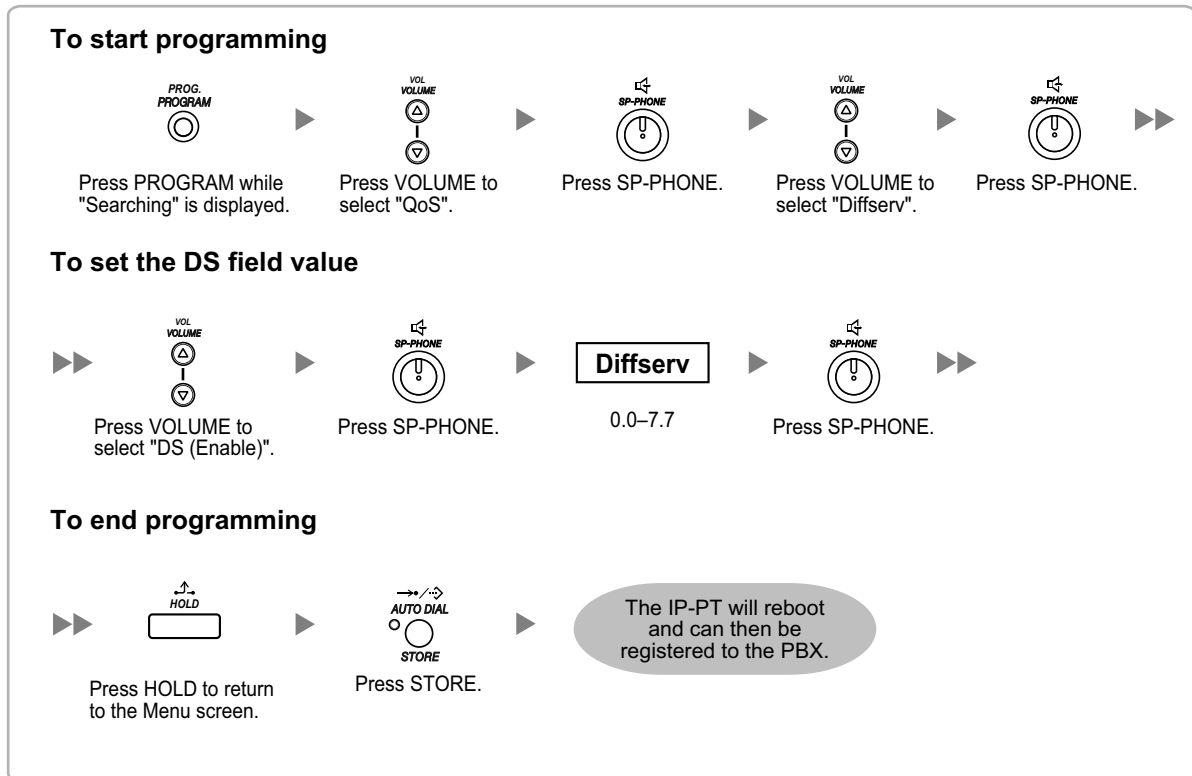 To start programming
PROG.
PROGRAM
VOL
VOLUME
SP-PHONE
VOL
VOLUME
SP-PHONE
Press PROGRAM while
"Searching" is displayed.
Press VOLUME to
select "QoS".
Press SP-PHONE.
Press VOLUME to
select "Diffserv".
Press SP-PHONE.
To set the DS field value
VOL
VOLUME
SP-PHONE
Diffserv
SP-PHONE
Press VOLUME to
select "DS (Enable)".
Press SP-PHONE.
0.0–7.7
Press SP-PHONE.
To end programming
HOLD
AUTO DIAL
STORE
The IP-PT will reboot
and can then be
registered to the PBX.
Press HOLD to return
to the Menu screen.
Press STORE.